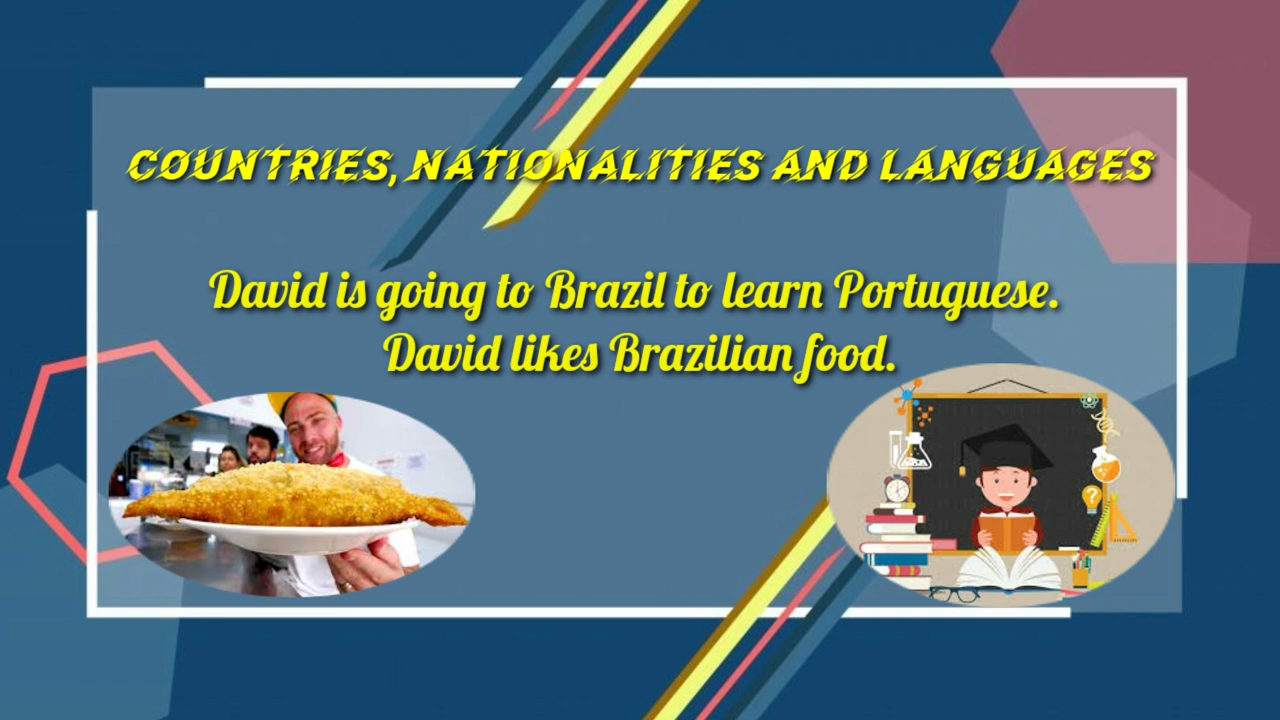 COUNTRIES, NATIONALITIES AND LANGUAGES
David is going to Brazil to learn Portuguese.
David likes Brazilian food.